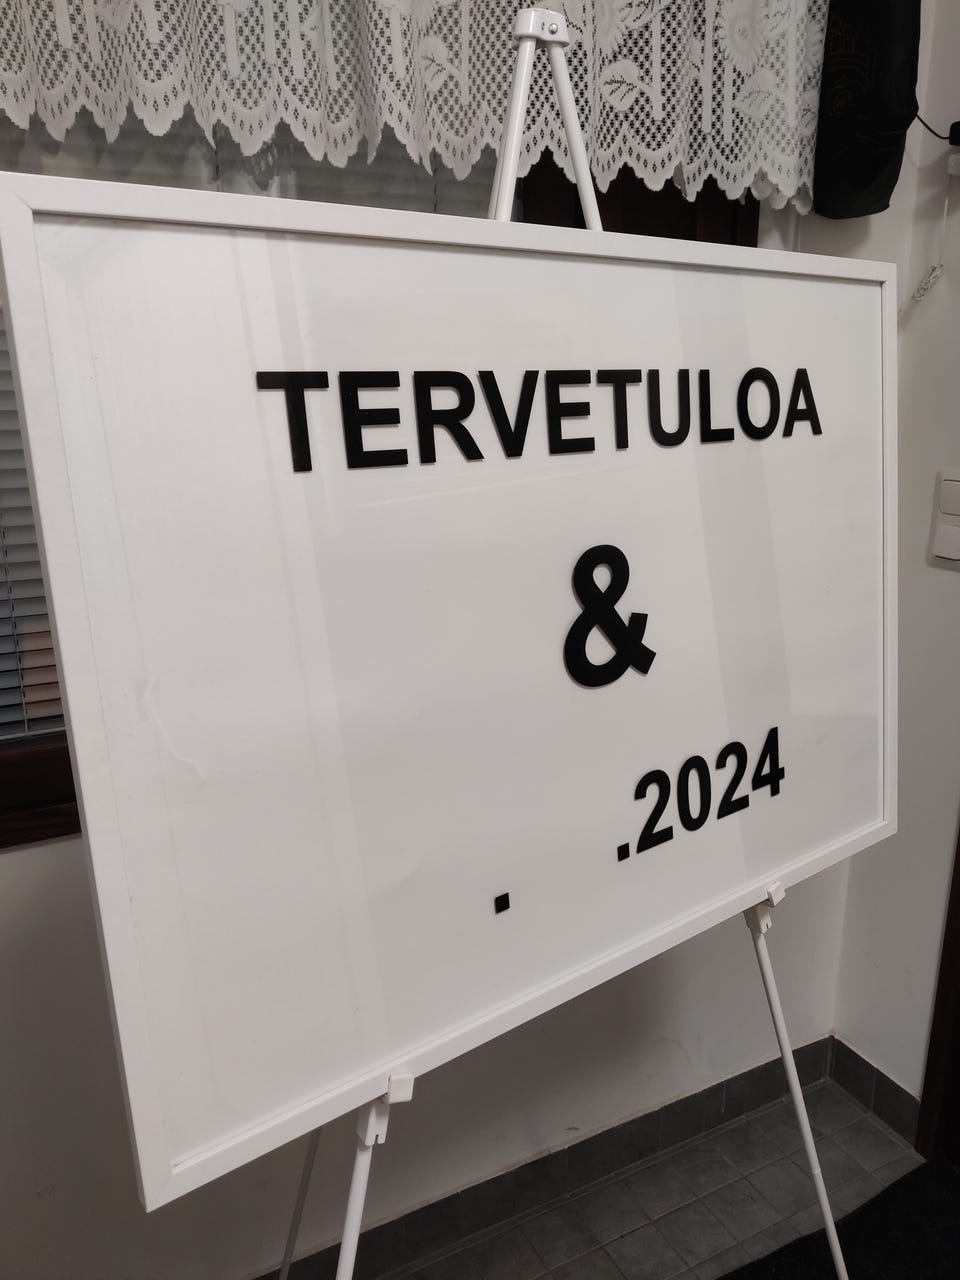 TERVETULOA
&
. .2024